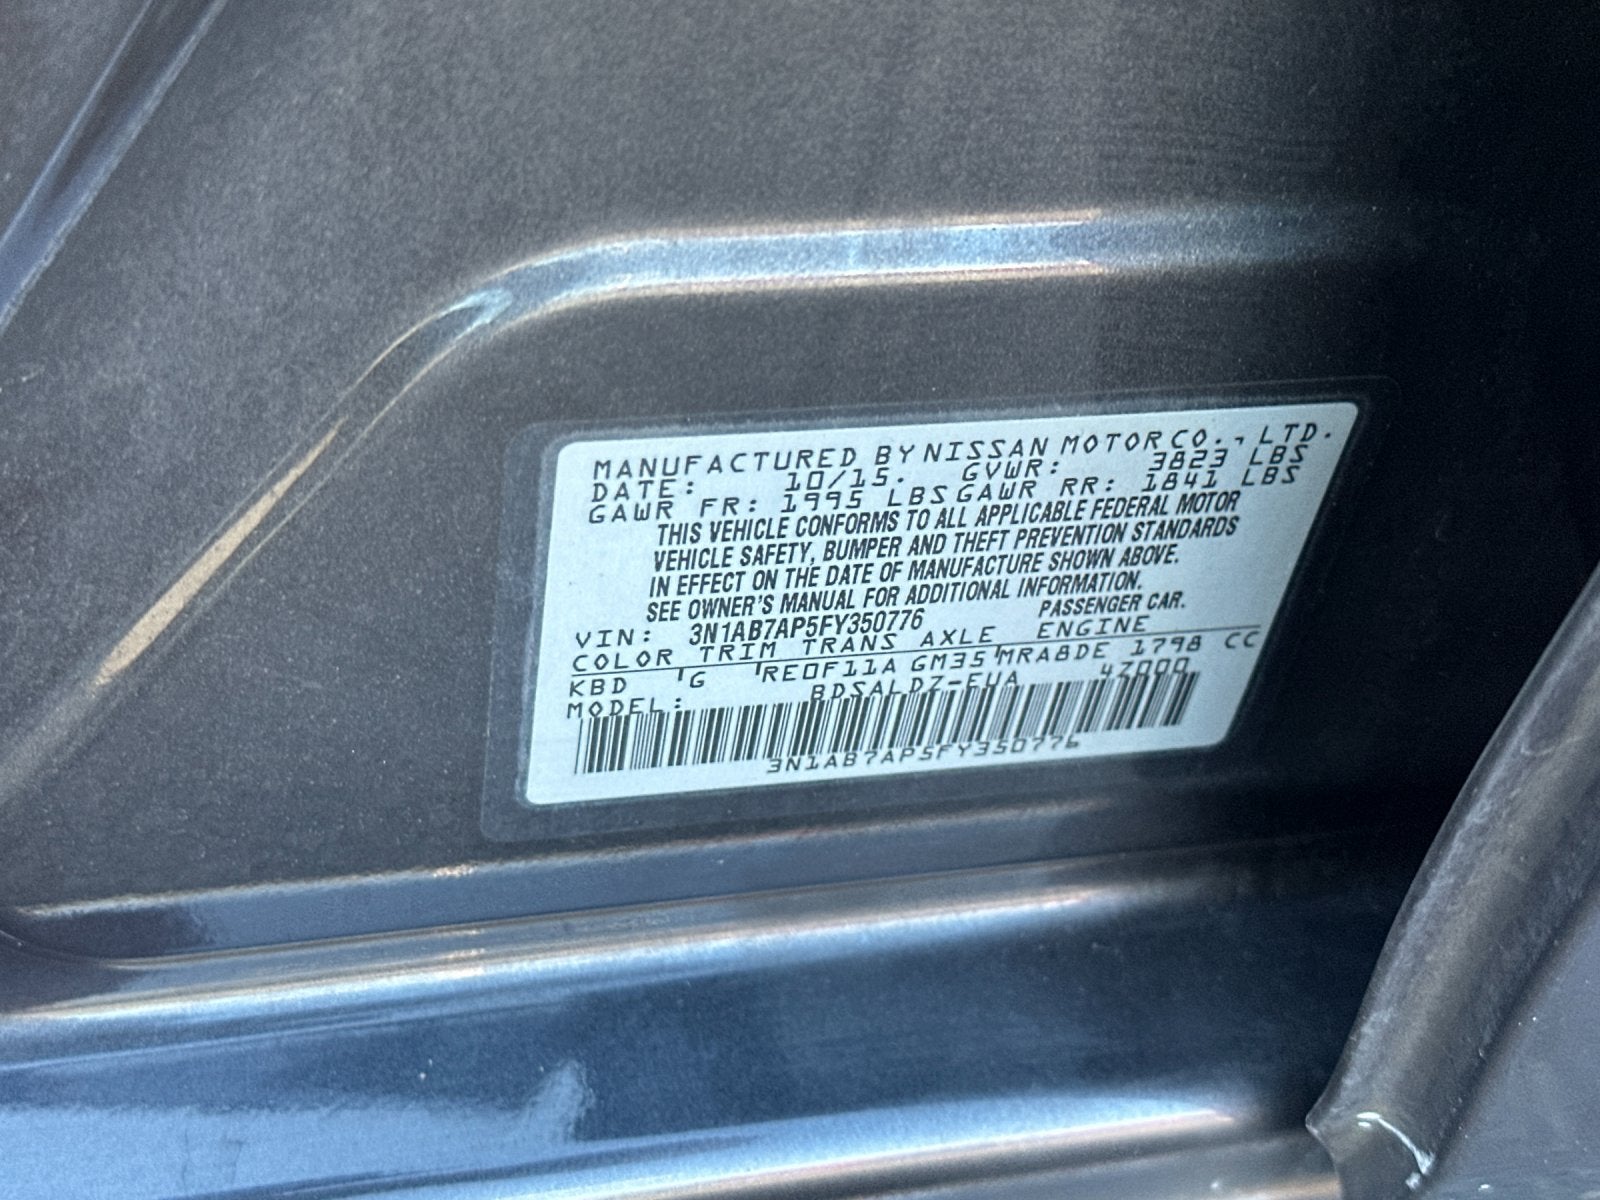 MANUFACTURED BY NISSAN MOTOR CO., LTD.
DATE: 10/15. GVWR: 3823 LBS
GAWR FR: 1995 LBS GAWR RR: 1841 LBS
THIS VEHICLE CONFORMS TO ALL APPLICABLE FEDERAL MOTOR
VEHICLE SAFETY, BUMPER AND THEFT PREVENTION STANDARDS
IN EFFECT ON THE DATE OF MANUFACTURE SHOWN ABOVE.
SEE OWNER'S MANUAL FOR ADDITIONAL INFORMATION.
VIN: 3N1AB7AP5FY350776 PASSENGER CAR.
COLOR TRIM TRANS AXLE ENGINE
KBD G RE0F11A GM35 MRA8DE 1798 CC
MODEL: BDSALDZ-EUA 4Z000
3N1AB7AP5FY350776